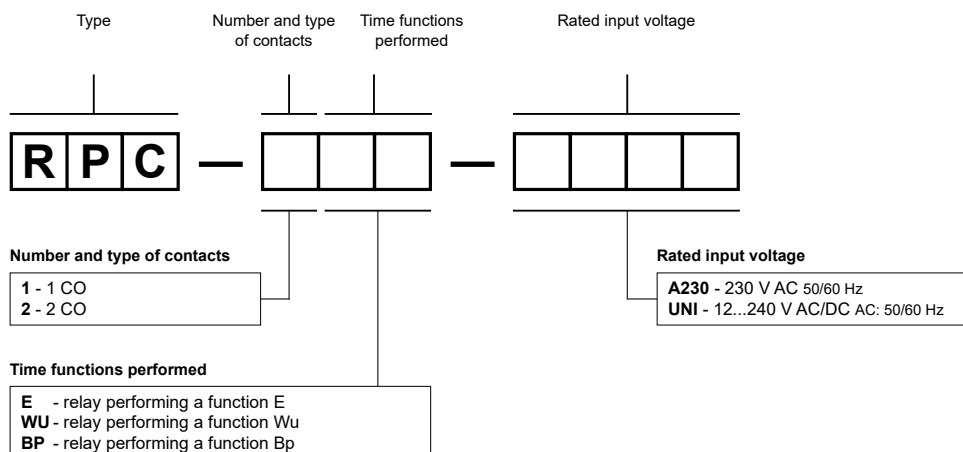 Type
Number and type
of contacts
Time functions
performed
Rated input voltage
R P C — —
Number and type of contacts
1 - 1 CO
2 - 2 CO
Rated input voltage
A230 - 230 V AC 50/60 Hz
UNI - 12...240 V AC/DC AC: 50/60 Hz
Time functions performed
E - relay performing a function E
WU - relay performing a function Wu
BP - relay performing a function Bp